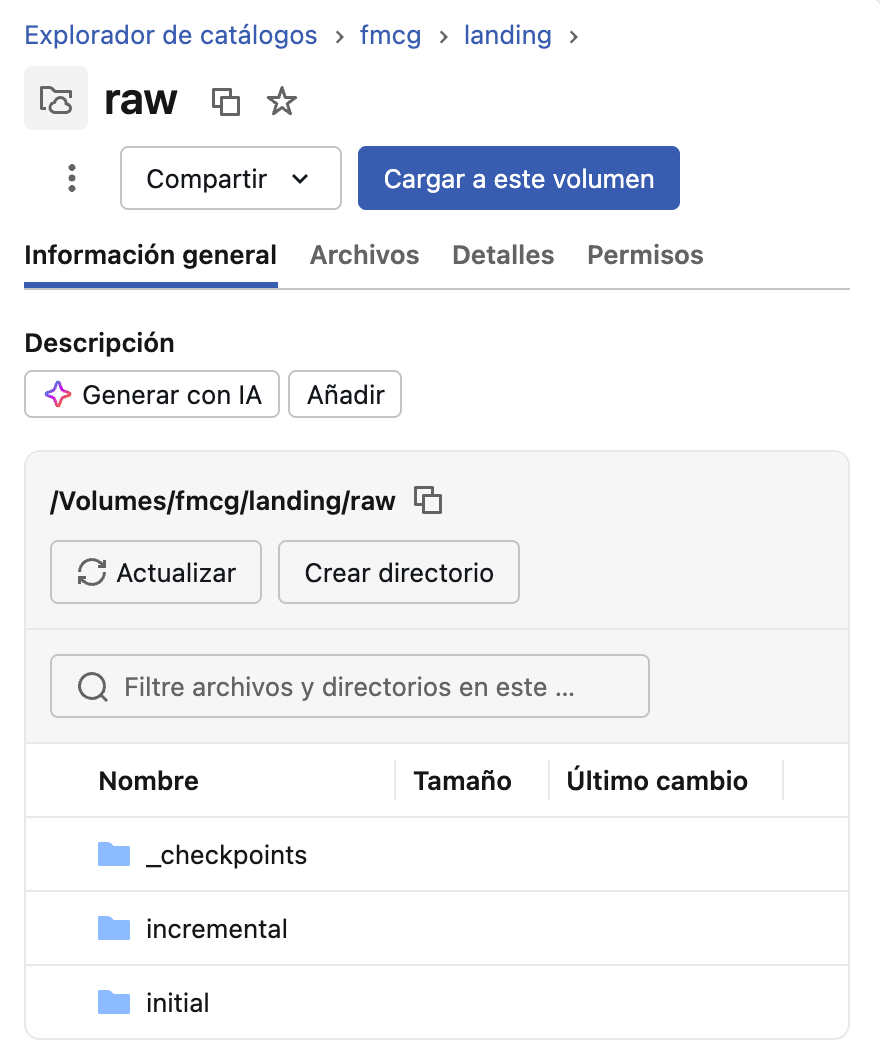 Explorador de catálogos > fmcg > landing >
raw
Compartir
Cargar a este volumen
Información general Archivos Detalles Permisos
Descripción
Generar con IA Añadir
/Volumes/fmcg/landing/raw
Actualizar Crear directorio
Filtre archivos y directorios en este ...
Nombre Tamaño Último cambio
_checkpoints
incremental
initial